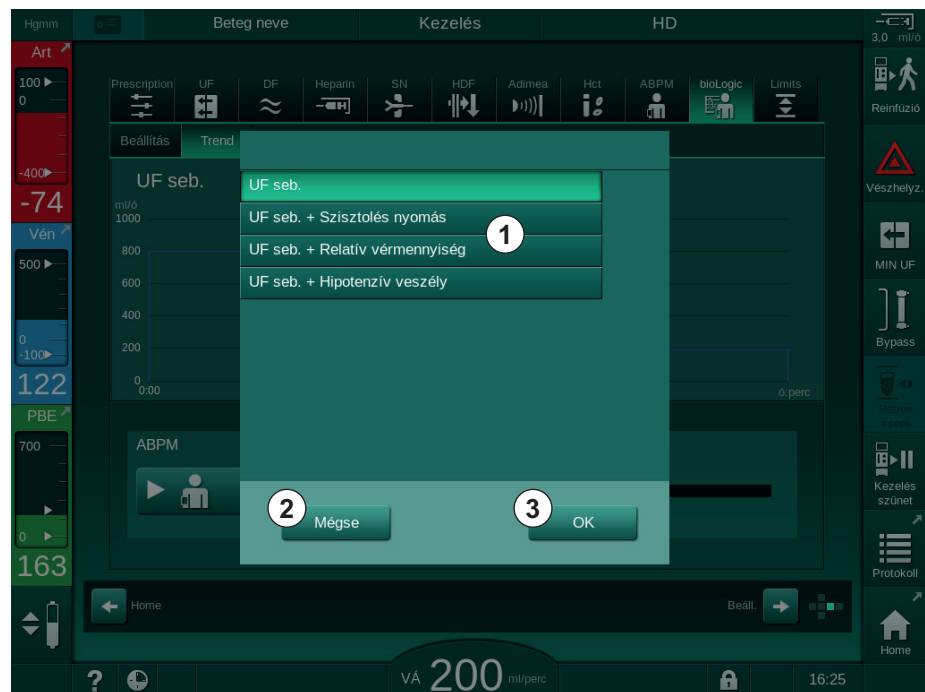 Hgmm
Beteg neve
Kezelés
HD
3,0 ml/ó
Art
100
0
-400
-74
Vén
500
0
-100
122
PBE
700
0
163
Prescription
UF
DF
Heparin
SN
HDF
Adimea
Hct
ABPM
bioLogic
Limits
Beállítás
Trend
UF seb.
ml/ó
1000
800
600
400
200
0
0:00
ó:perc
UF seb.
UF seb. + Szisztolés nyomás
UF seb. + Relatív vérmennyiség
UF seb. + Hipotenzív veszély
1
ABPM
2
Mégse
3
OK
Home
Beáll.
VÁ 200 ml/perc
?
16:25
Reinfúzió
Vészhelyz.
MIN UF
Bypass
Patron
csere
Kezelés
szünet
Protokoll
Home